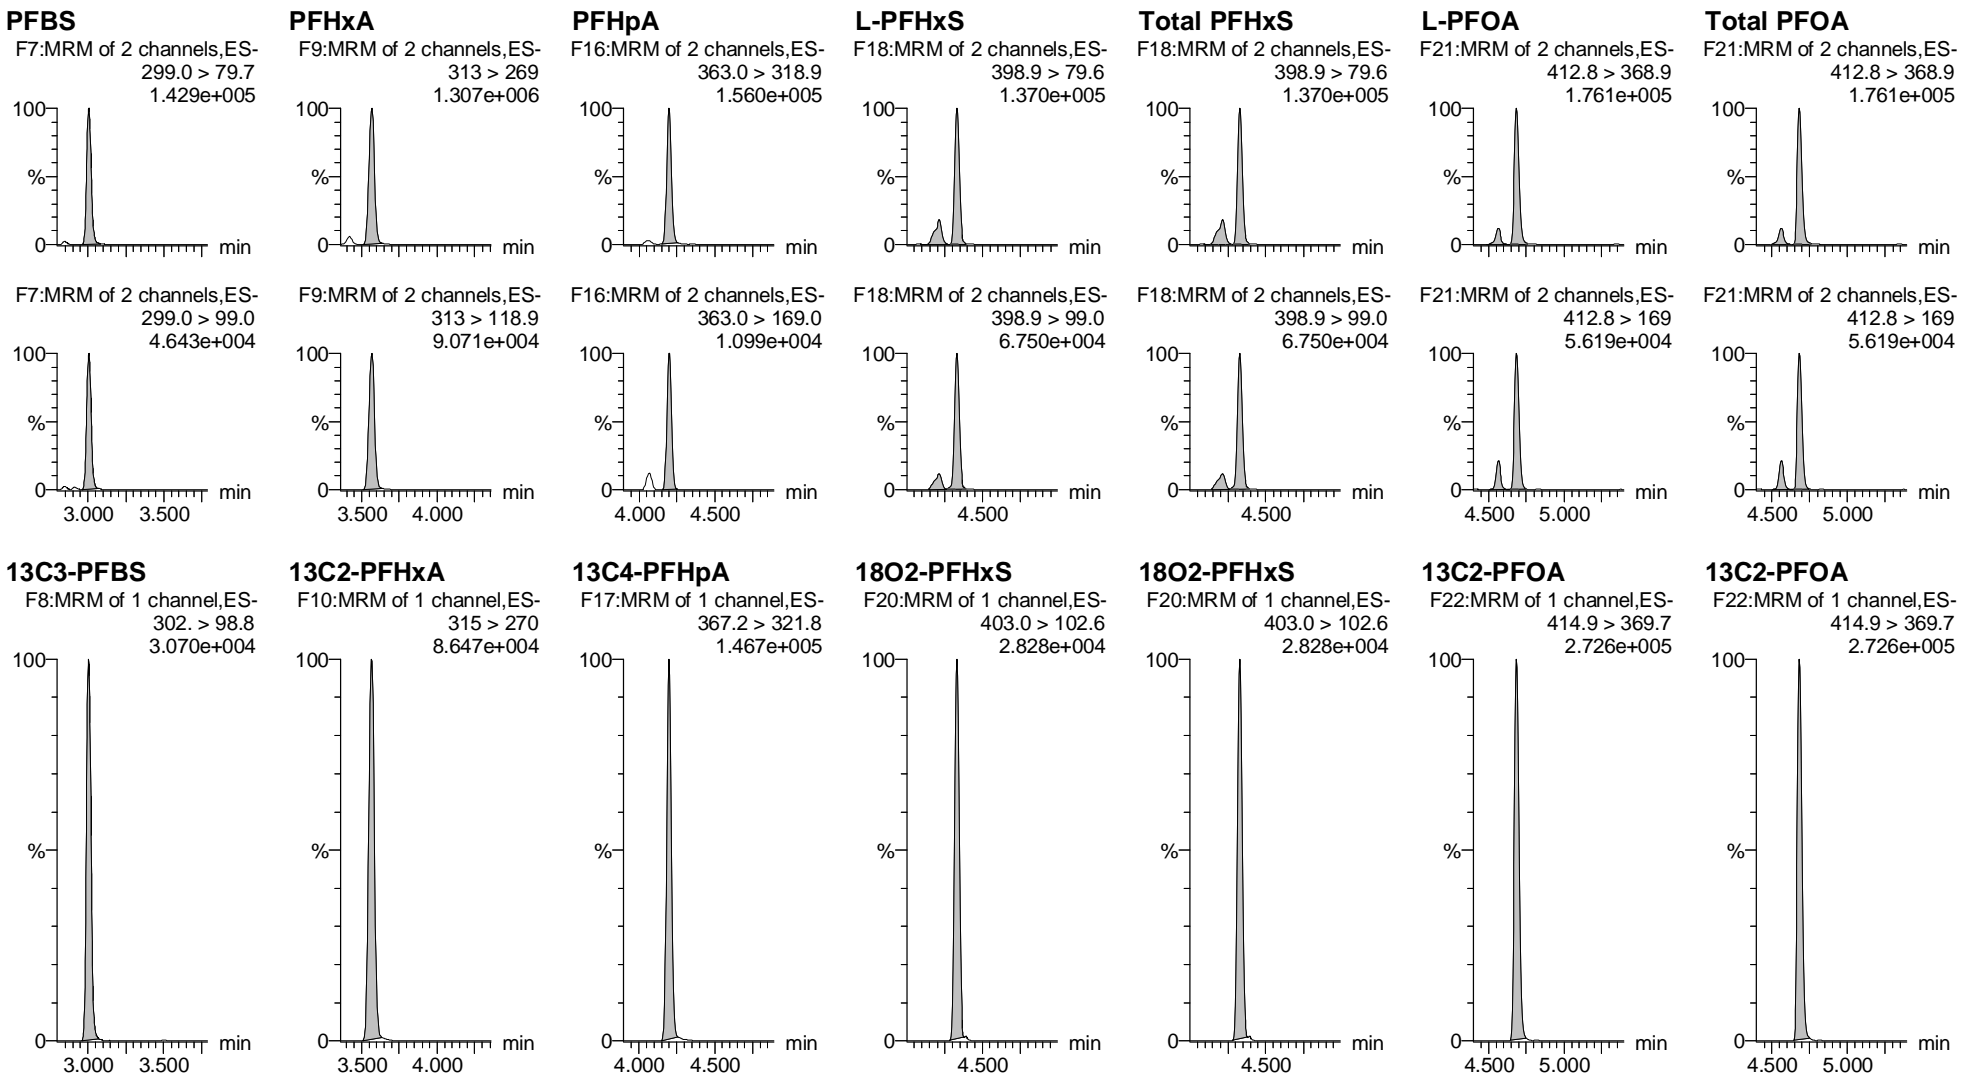 PFBS
F7:MRM of 2 channels,ES-
299.0 > 79.7
1.429e+005
100
%
0
min
PFHxA
F9:MRM of 2 channels,ES-
313 > 269
1.307e+006
100
%
0
min
PFHpA
F16:MRM of 2 channels,ES-
363.0 > 318.9
1.560e+005
100
%
0
min
L-PFHxS
F18:MRM of 2 channels,ES-
398.9 > 79.6
1.370e+005
100
%
0
min
Total PFHxS
F18:MRM of 2 channels,ES-
398.9 > 79.6
1.370e+005
100
%
0
min
L-PFOA
F21:MRM of 2 channels,ES-
412.8 > 368.9
1.761e+005
100
%
0
min
Total PFOA
F21:MRM of 2 channels,ES-
412.8 > 368.9
1.761e+005
100
%
0
min
F7:MRM of 2 channels,ES-
299.0 > 99.0
4.643e+004
100
%
0
min
3.000 3.500
F9:MRM of 2 channels,ES-
313 > 118.9
9.071e+004
100
%
0
min
3.500 4.000
F16:MRM of 2 channels,ES-
363.0 > 169.0
1.099e+004
100
%
0
min
4.000 4.500
F18:MRM of 2 channels,ES-
398.9 > 99.0
6.750e+004
100
%
0
min
4.500
F18:MRM of 2 channels,ES-
398.9 > 99.0
6.750e+004
100
%
0
min
4.500
F21:MRM of 2 channels,ES-
412.8 > 169
5.619e+004
100
%
0
min
4.500 5.000
F21:MRM of 2 channels,ES-
412.8 > 169
5.619e+004
100
%
0
min
4.500 5.000
13C3-PFBS
F8:MRM of 1 channel,ES-
302. > 98.8
3.070e+004
100
%
0
min
3.000 3.500
13C2-PFHxA
F10:MRM of 1 channel,ES-
315 > 270
8.647e+004
100
%
0
min
3.500 4.000
13C4-PFHpA
F17:MRM of 1 channel,ES-
367.2 > 321.8
1.467e+005
100
%
0
min
4.000 4.500
18O2-PFHxS
F20:MRM of 1 channel,ES-
403.0 > 102.6
2.828e+004
100
%
0
min
4.500
18O2-PFHxS
F20:MRM of 1 channel,ES-
403.0 > 102.6
2.828e+004
100
%
0
min
4.500
13C2-PFOA
F22:MRM of 1 channel,ES-
414.9 > 369.7
2.726e+005
100
%
0
min
4.500 5.000
13C2-PFOA
F22:MRM of 1 channel,ES-
414.9 > 369.7
2.726e+005
100
%
0
min
4.500 5.000